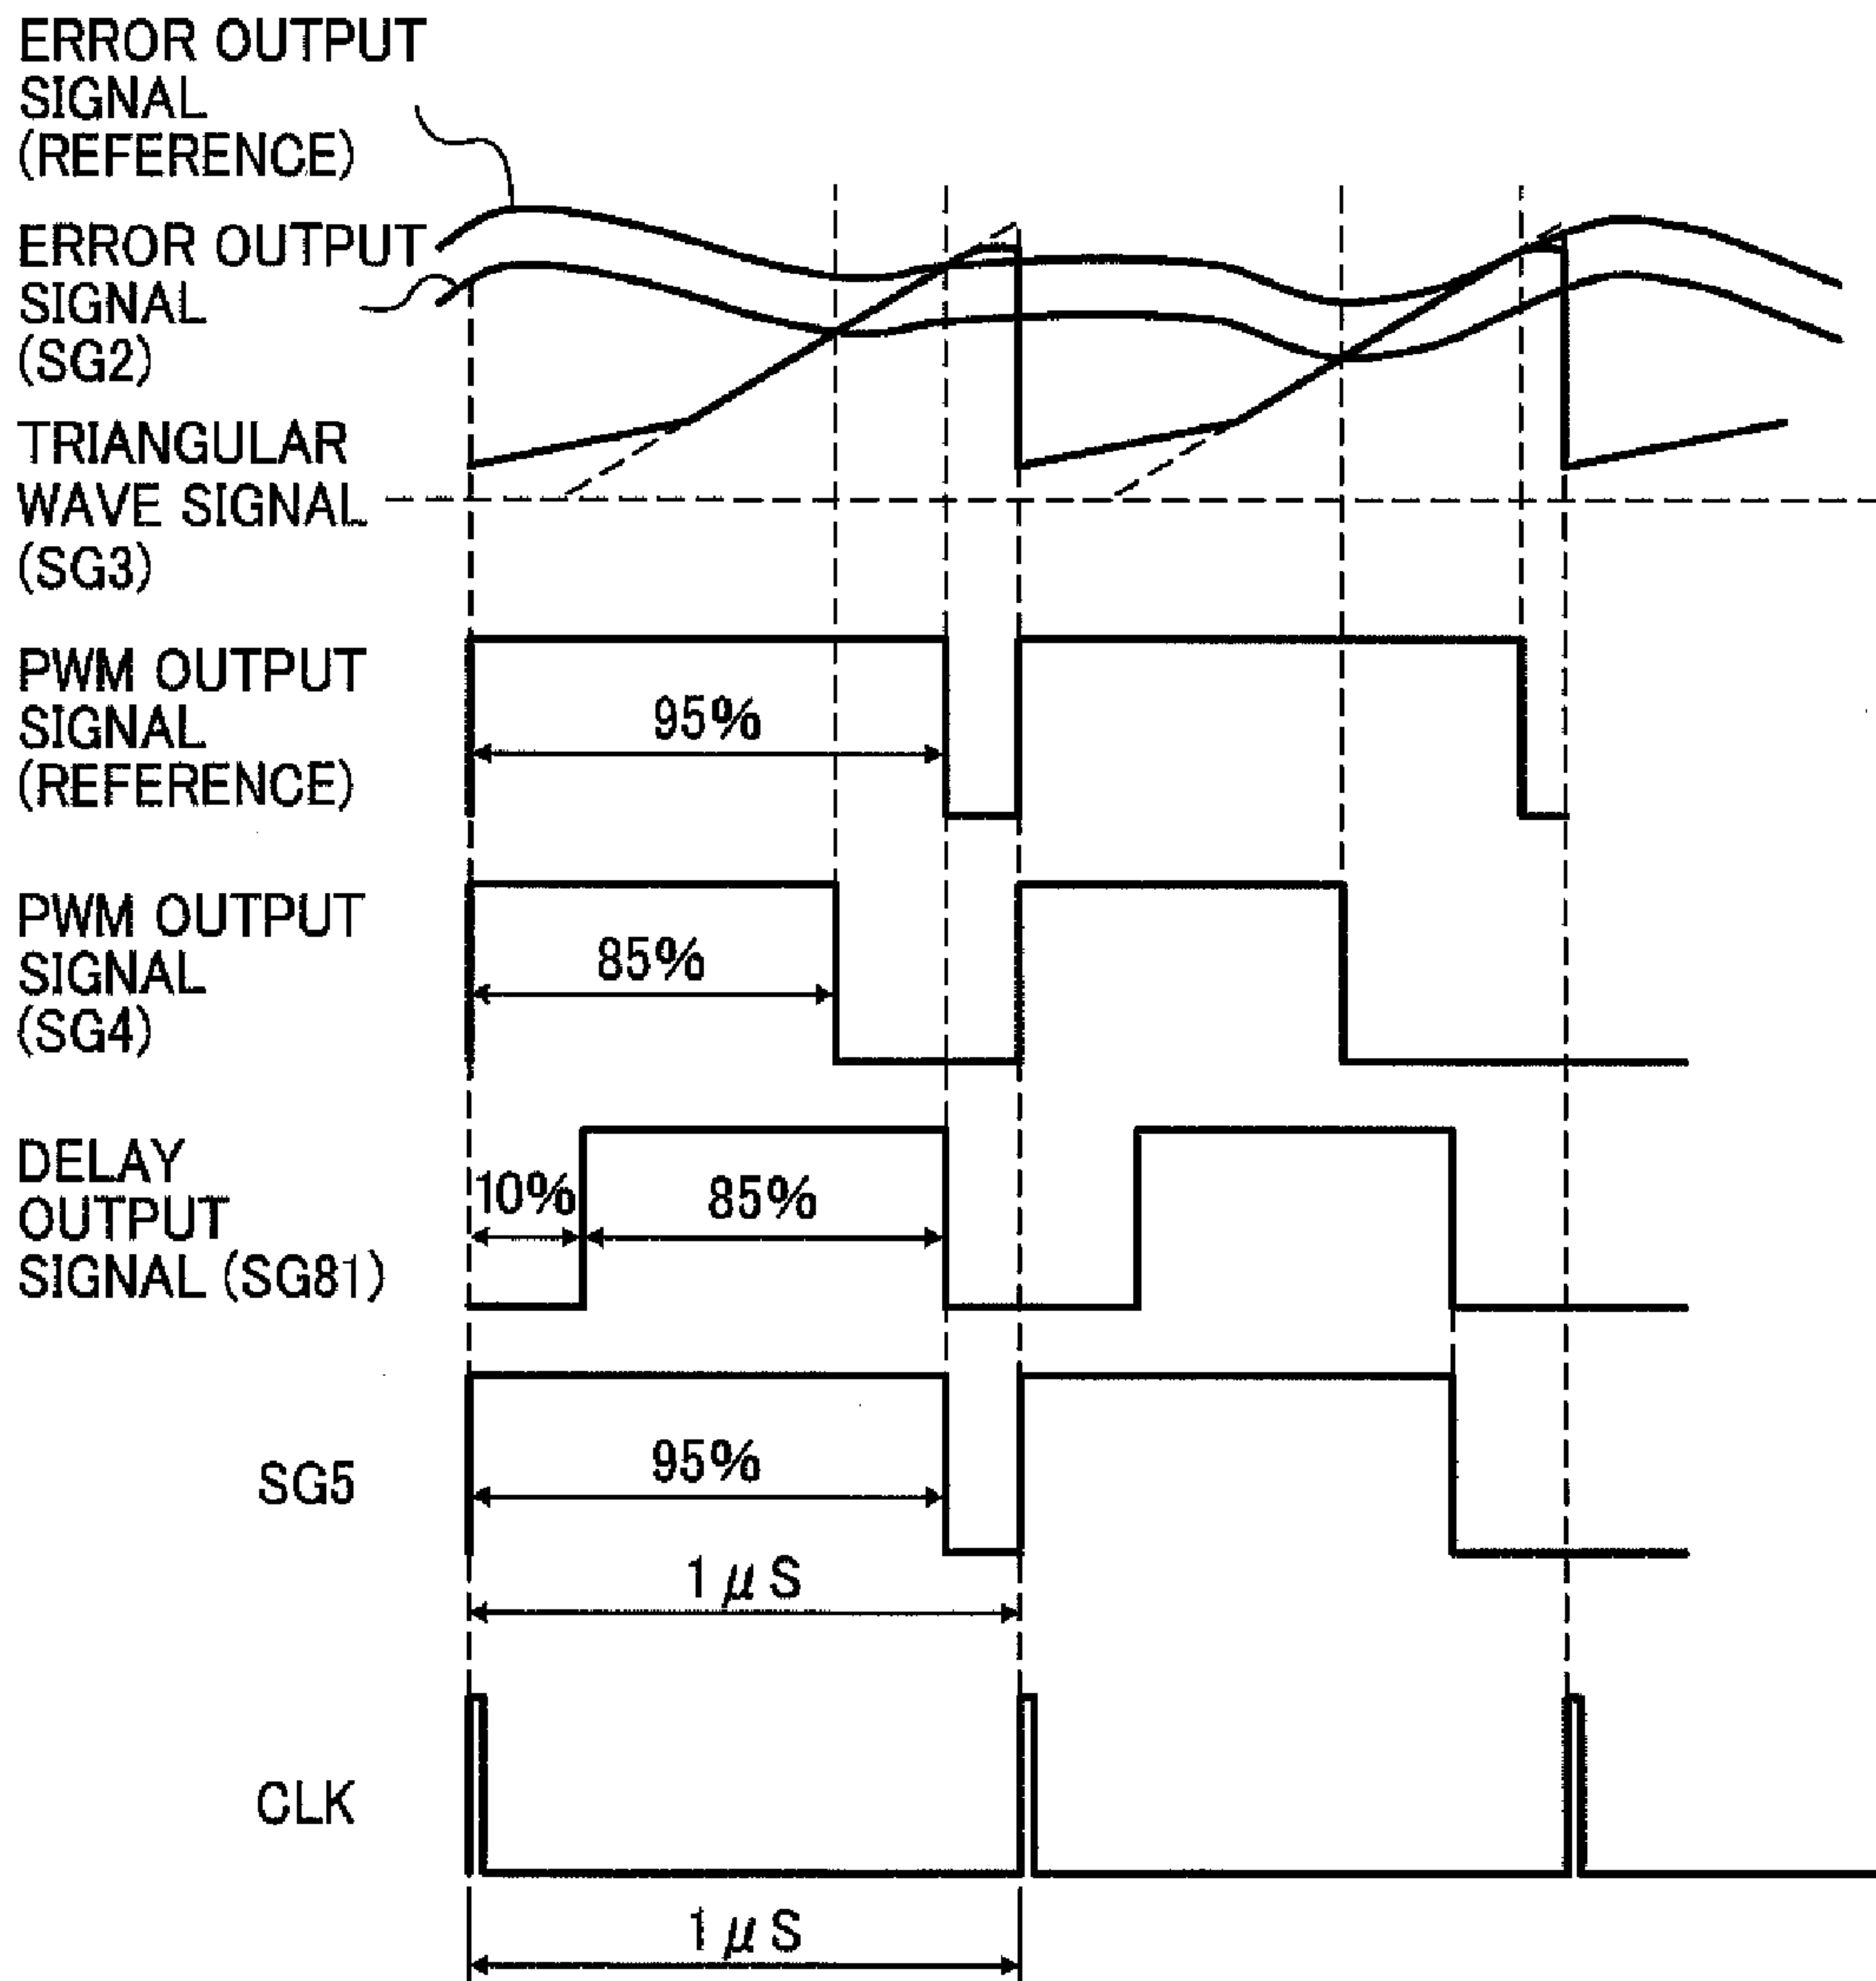 ERROR OUTPUT
SIGNAL
(REFERENCE)
ERROR OUTPUT
SIGNAL
(SG2)
TRIANGULAR
WAVE SIGNAL
(SG3)
PWM OUTPUT
SIGNAL
(REFERENCE)
95%
PWM OUTPUT
SIGNAL
(SG4)
85%
DELAY
OUTPUT
SIGNAL (SG81)
10%
85%
SG5
95%
1 μS
CLK
1 μS